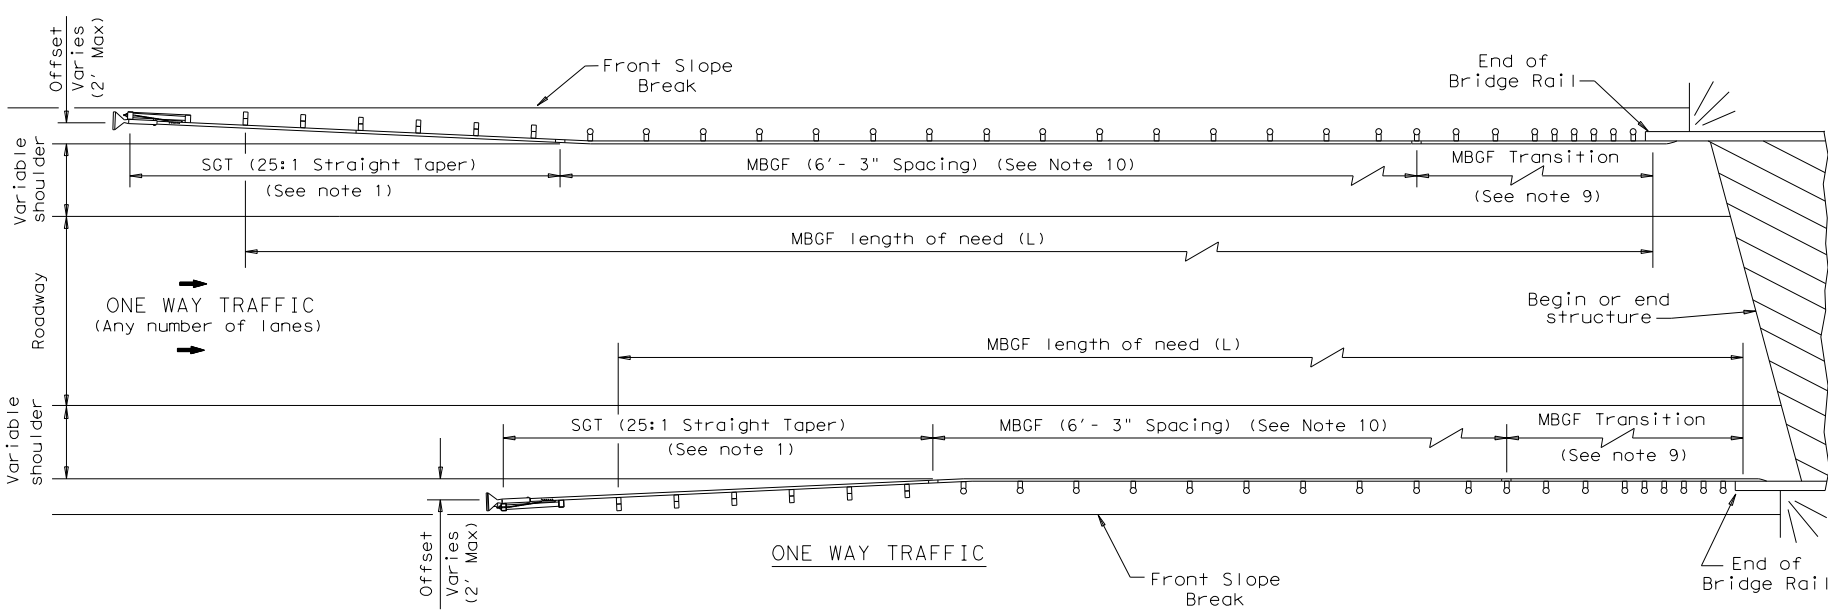 Offset
Varies
(2' Max)
Front Slope
Break
End of
Bridge Rail
Variable
shoulder
SGT (25:1 Straight Taper)
(See note 1)
MBGF (6'- 3" Spacing) (See Note 10)
MBGF Transition
(See note 9)
MBGF length of need (L)
Roadway
ONE WAY TRAFFIC
(Any number of lanes)
Begin or end
structure
MBGF length of need (L)
Variable
shoulder
SGT (25:1 Straight Taper)
(See note 1)
MBGF (6'- 3" Spacing) (See Note 10)
MBGF Transition
(See note 9)
Offset
Varies
(2' Max)
ONE WAY TRAFFIC
Front Slope
Break
End of
Bridge Rail